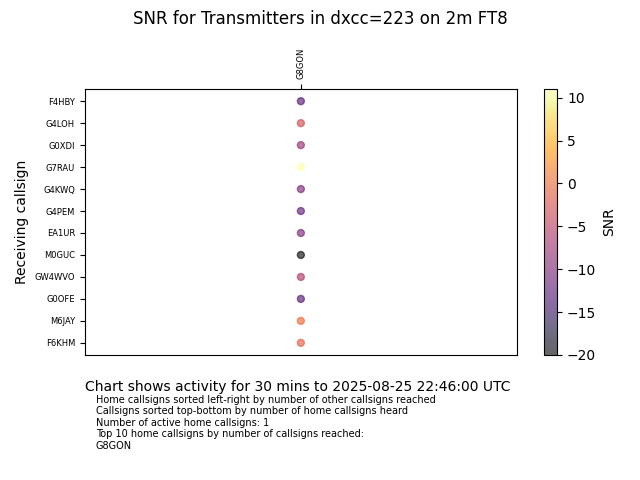 SNR for Transmitters in dxcc=223 on 2m FT8
G8GON
F4HBY
G4LOH
G0XDI
G7RAU
G4KWQ
G4PEM
EA1UR
M0GUC
GW4WVO
G0OFE
M6JAY
F6KHM
Receiving callsign
10
5
0
−5
−10
−15
−20
SNR
Chart shows activity for 30 mins to 2025-08-25 22:46:00 UTC
Home callsigns sorted left-right by number of other callsigns reached
Callsigns sorted top-bottom by number of home callsigns heard
Number of active home callsigns: 1
Top 10 home callsigns by number of callsigns reached:
G8GON